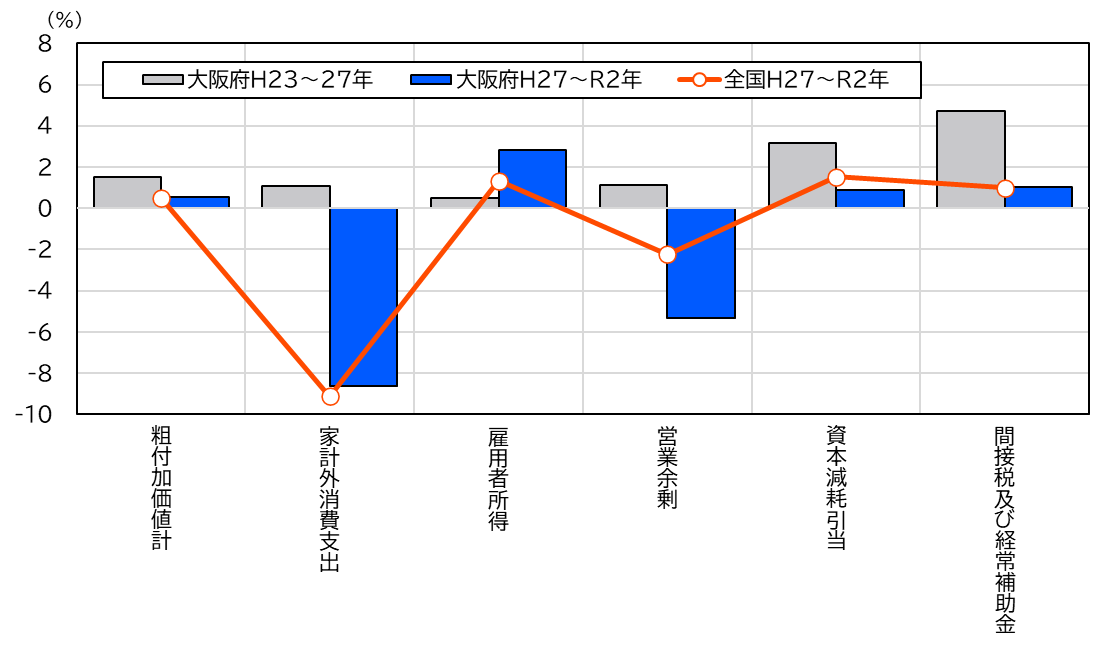 (%)
8
6
4
2
0
-2
-4
-6
-8
-10
大阪府H23～27年
大阪府H27～R2年
全国H27～R2年
粗付加価値計
家計外消費支出
雇用者所得
営業余剰
資本減耗引当
間接税及び経常補助金